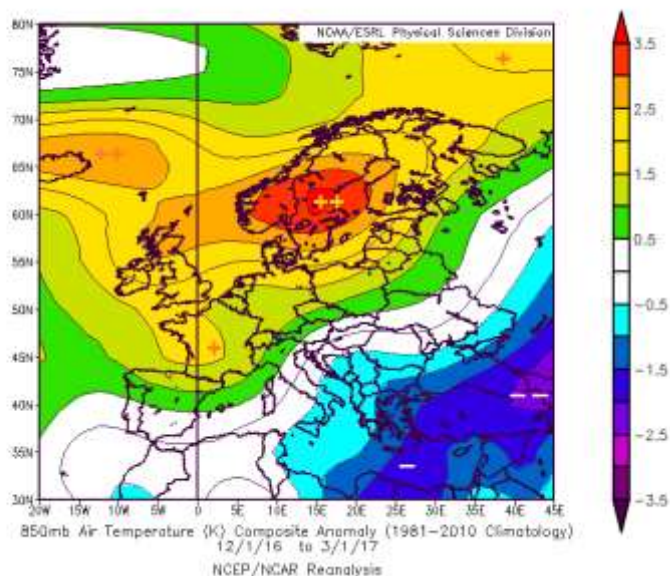 NOAA/ESRL Physical Sciences Division
80N
75N
70N
65N
60N
55N
50N
45N
40N
35N
30N
20W 15W 10W 5W 0 5E 10E 15E 20E 25E 30E 35E 40E 45E
3.5
2.5
1.5
0.5
-0.5
-1.5
-2.5
-3.5
850mb Air Temperature (K) Composite Anomaly (1981-2010 Climatology)
12/1/16 to 3/1/17
NCEP/NCAR Reanalysis